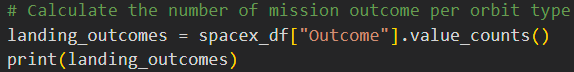 # Calculate the number of mission outcome per orbit type
landing_outcomes = spacex_df["Outcome"].value_counts()
print(landing_outcomes)